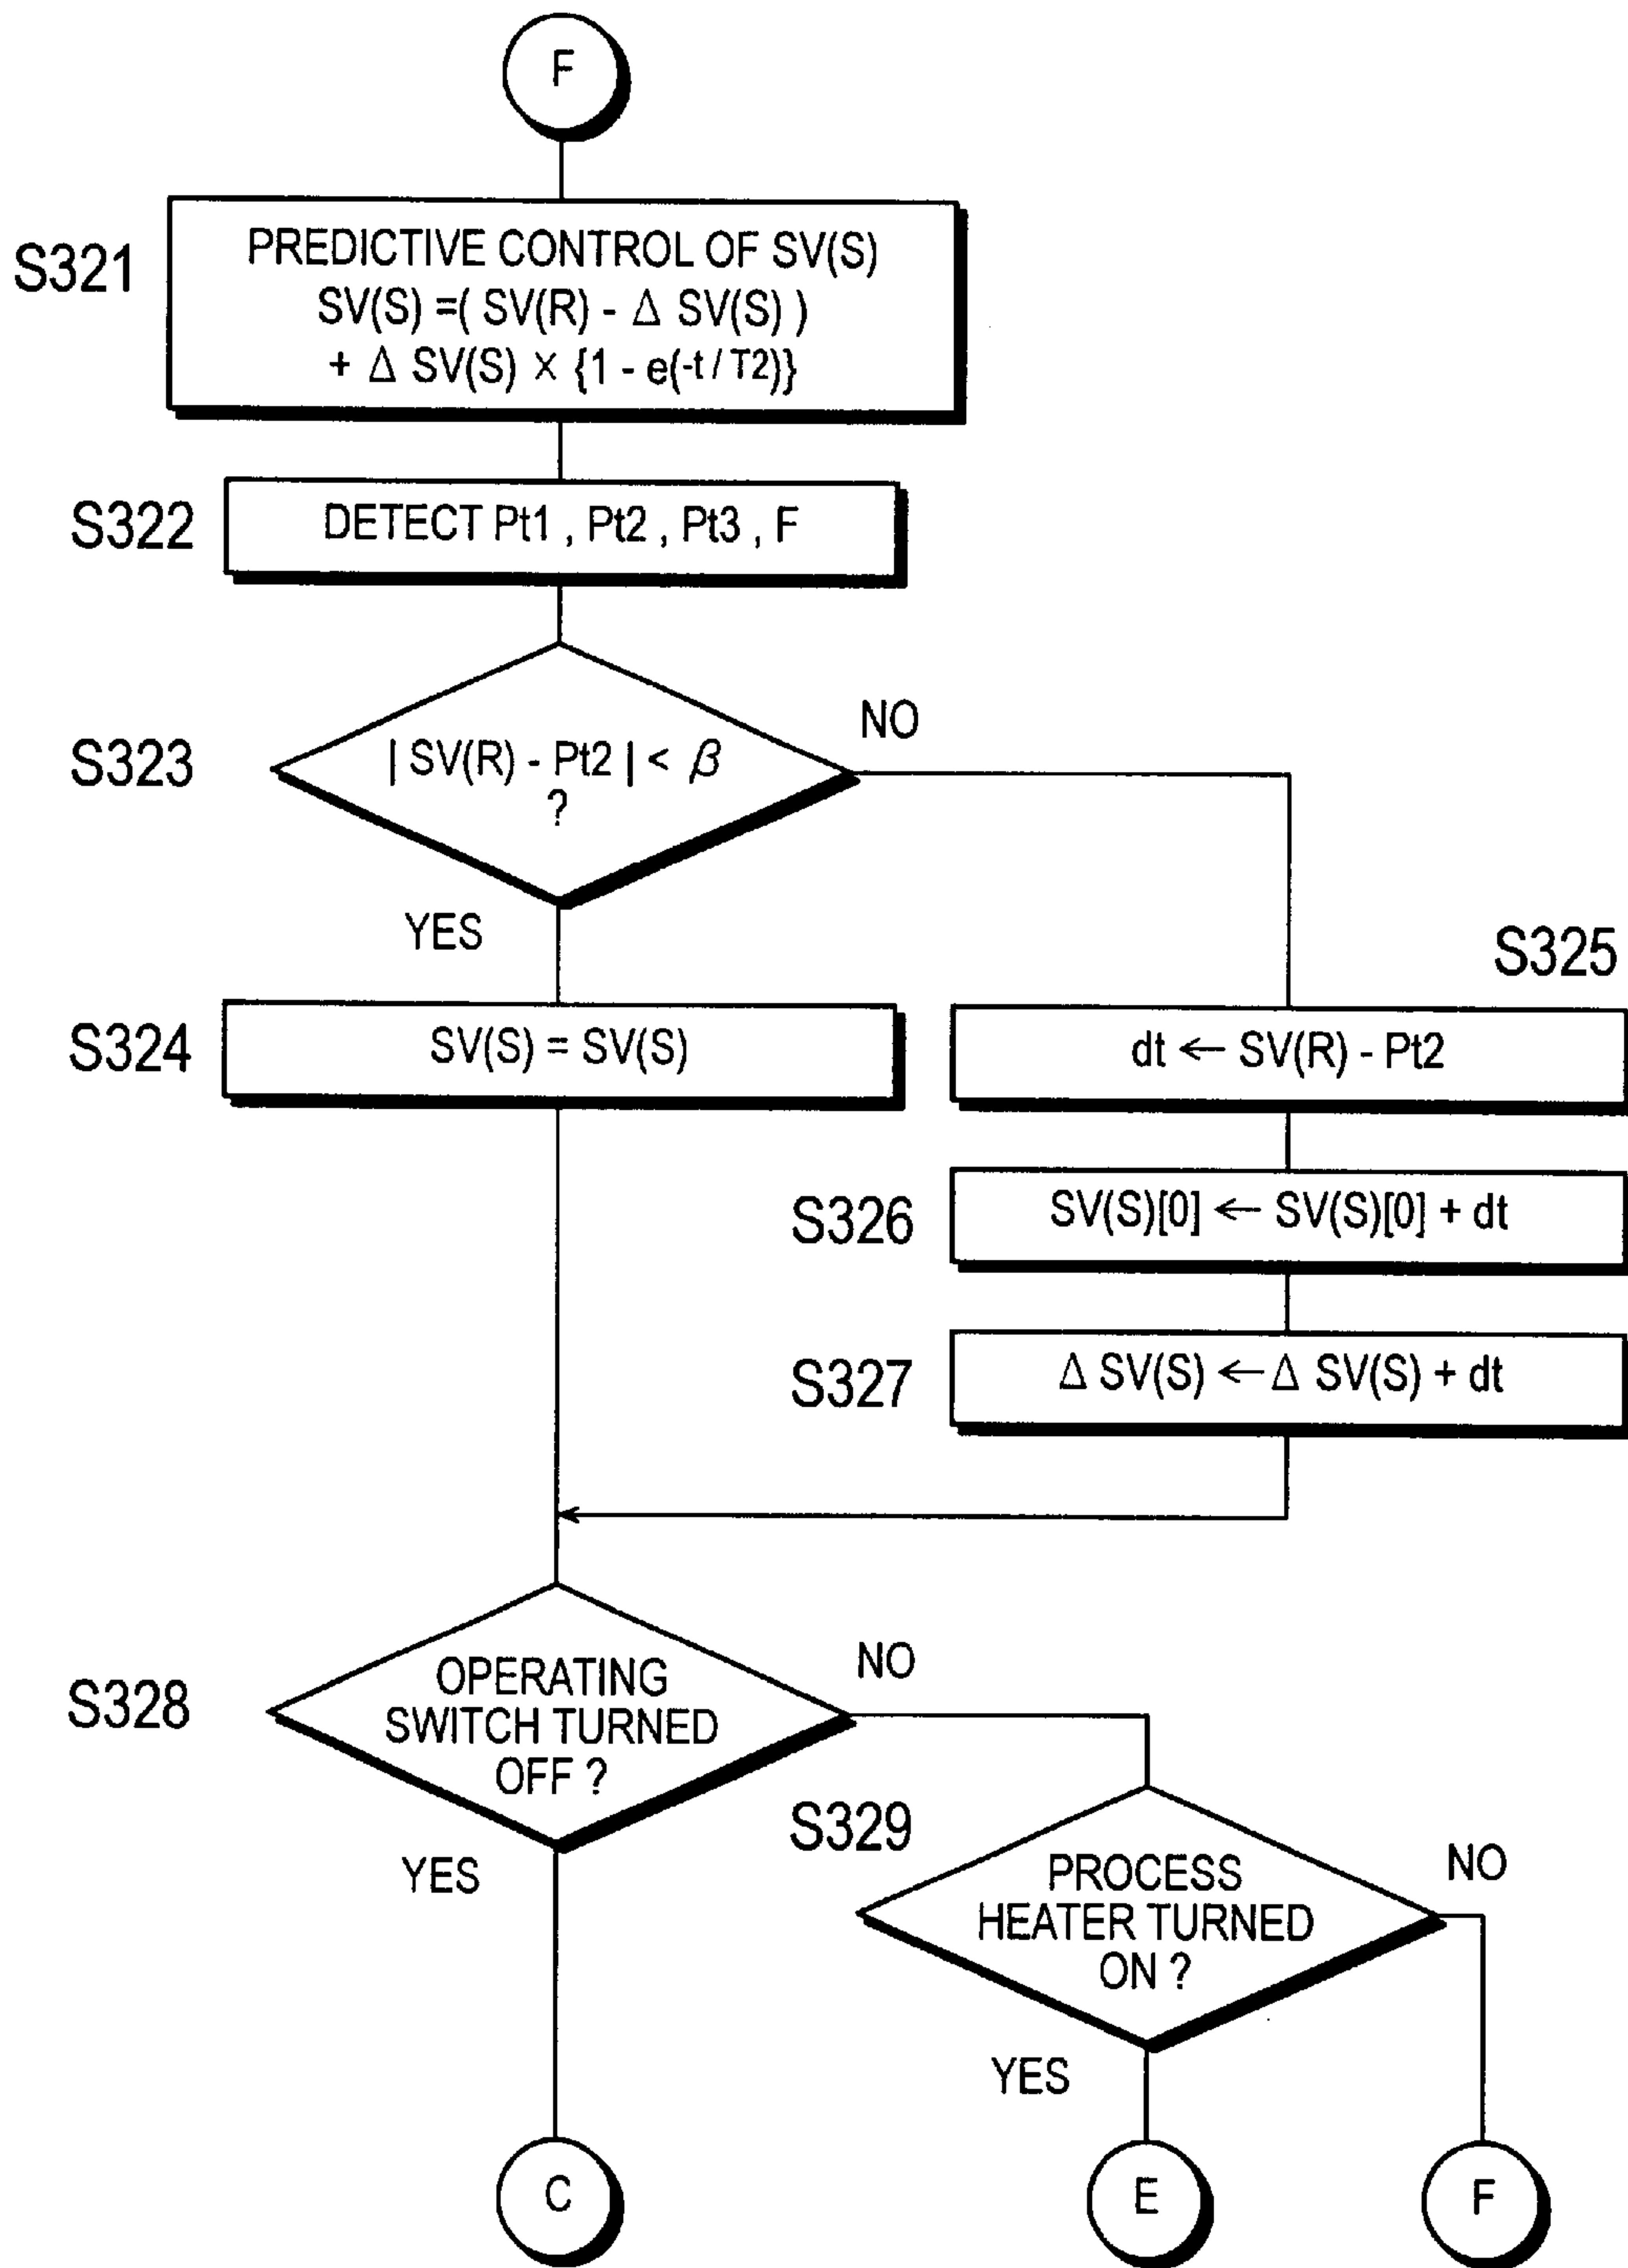 F
S321
PREDICTIVE CONTROL OF SV(S)
SV(S) =( SV(R) - Δ SV(S) )
+ Δ SV(S) × {1 - e(-t / T2)}
S322
DETECT Pt1 , Pt2 , Pt3 , F
S323
| SV(R) - Pt2 | < β
?
NO
YES
S324
SV(S) = SV(S)
S325
dt ← SV(R) - Pt2
S326
SV(S)[0] ← SV(S)[0] + dt
S327
Δ SV(S) ← Δ SV(S) + dt
S328
OPERATING
SWITCH TURNED
OFF ?
NO
YES
S329
PROCESS
HEATER TURNED
ON ?
NO
YES
C
E
F